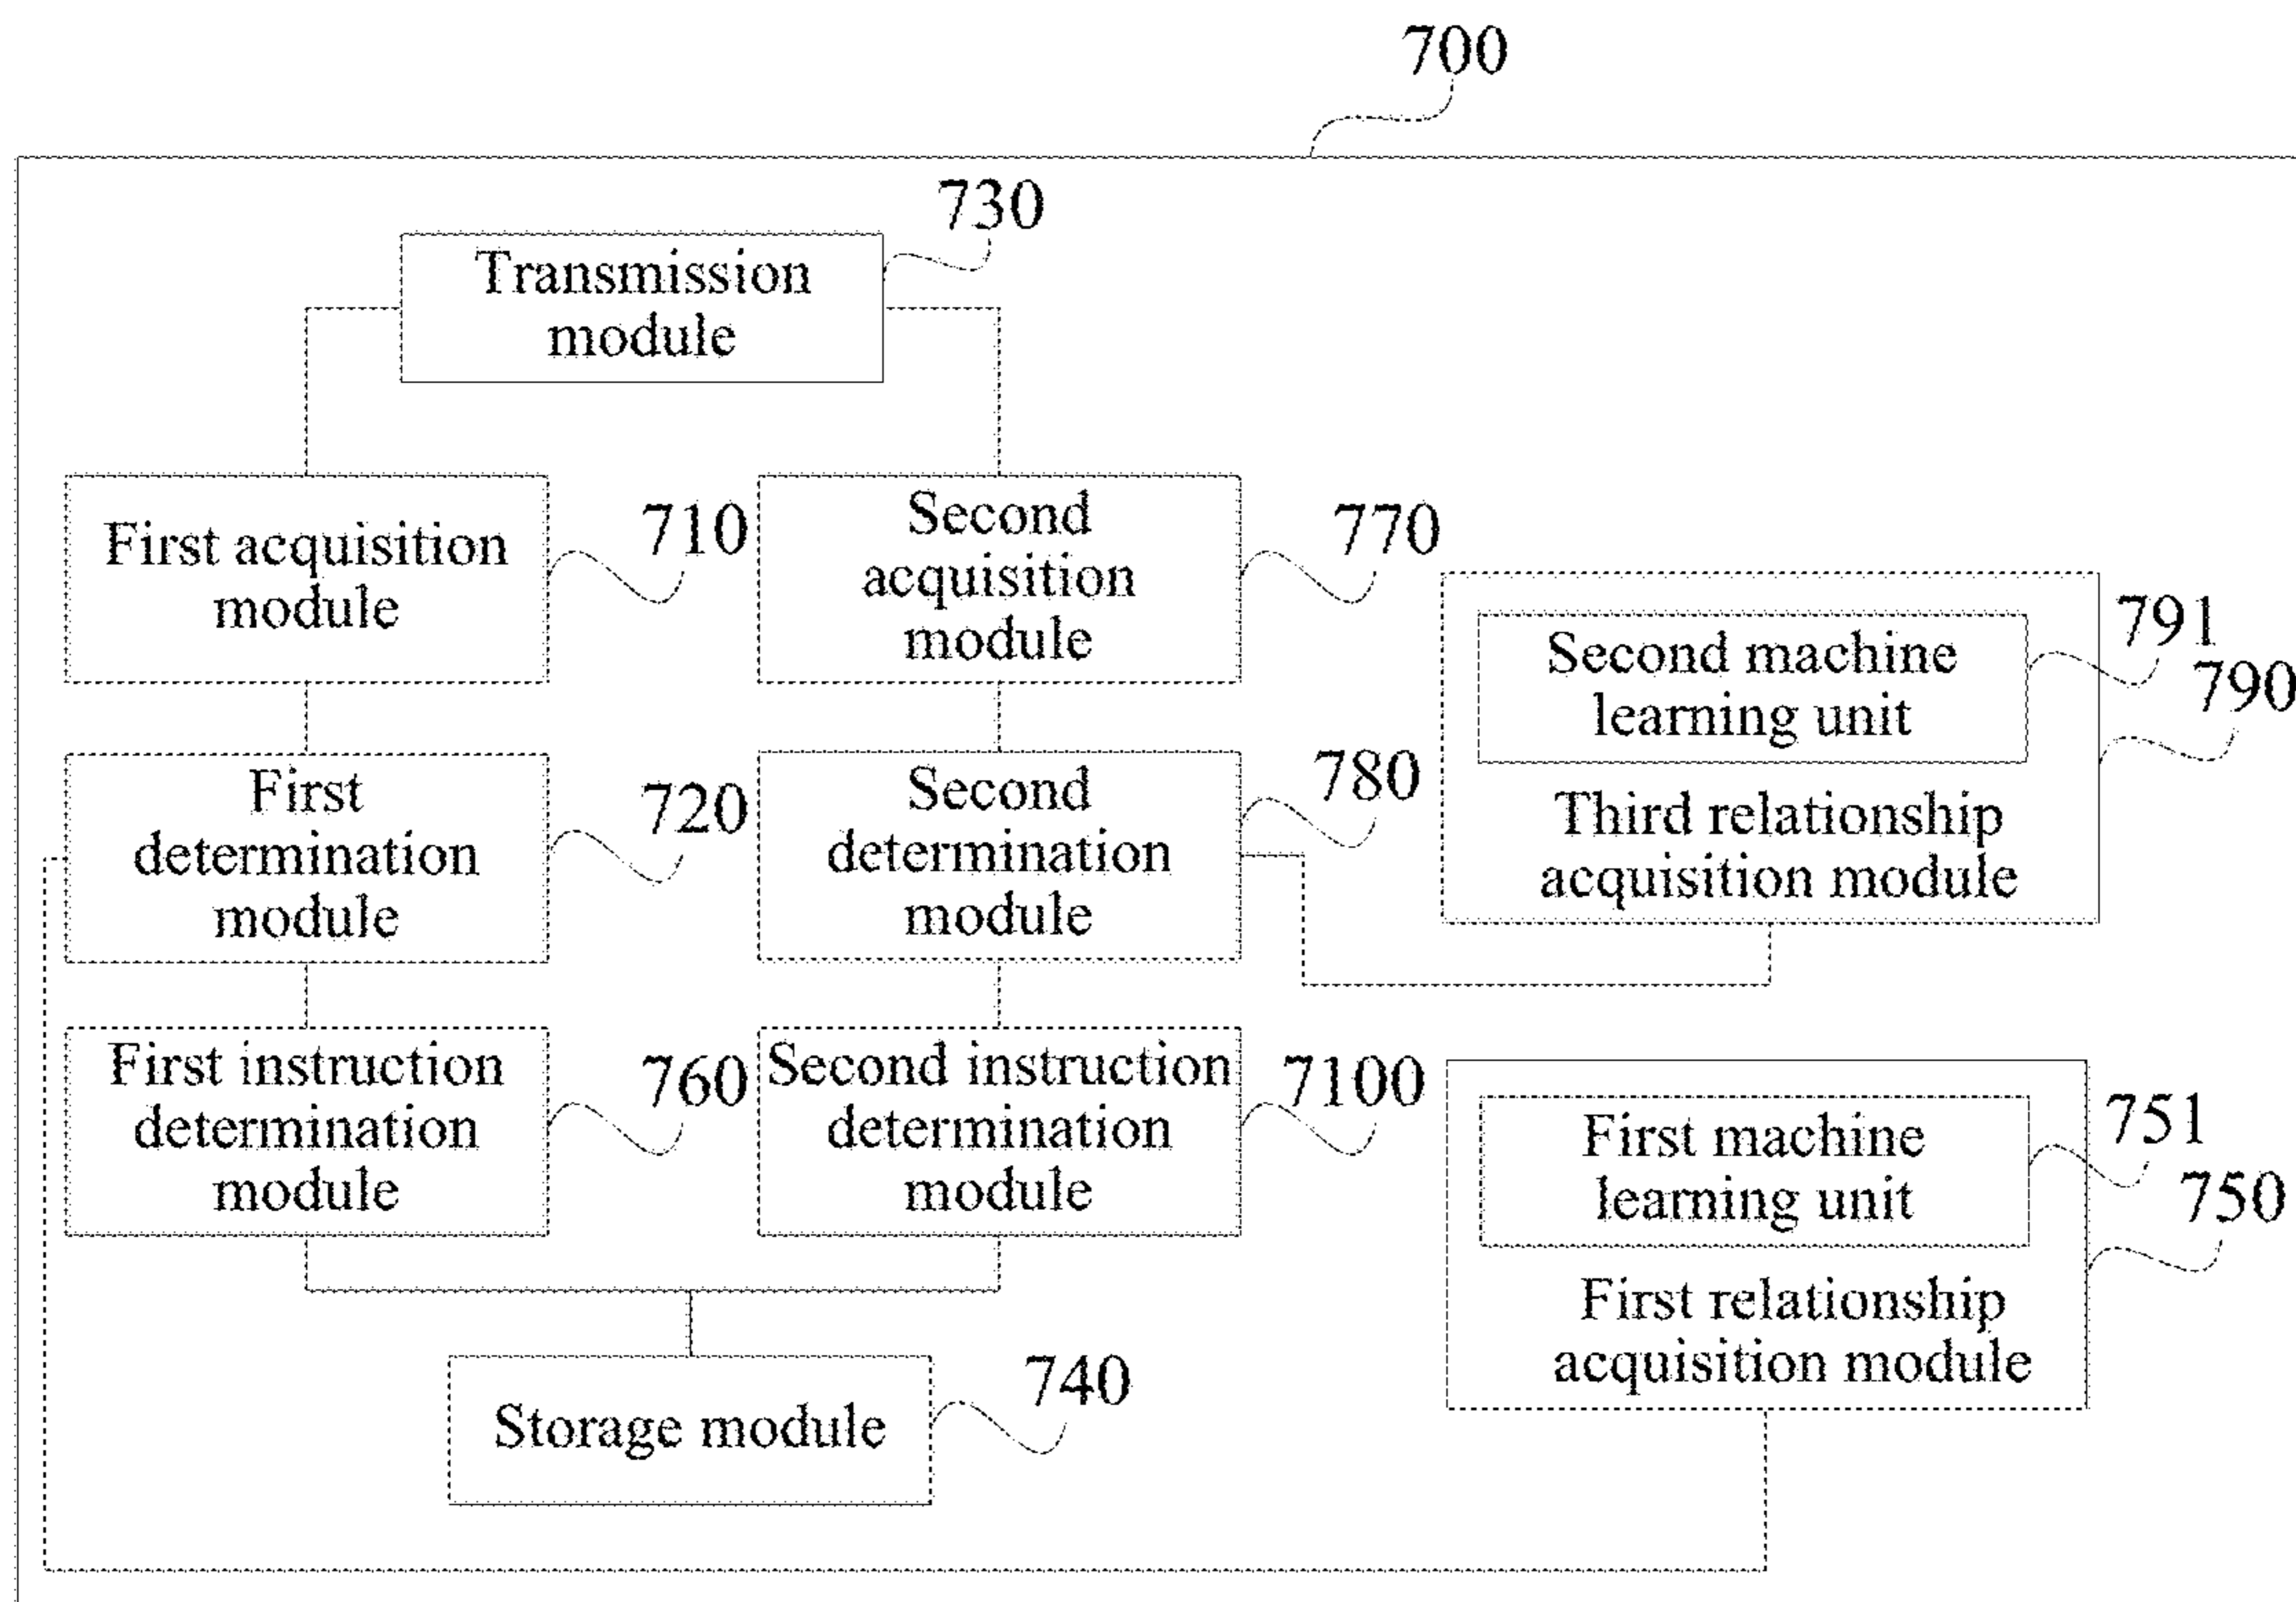 700
730
Transmission
module
First acquisition
module
710
Second
acquisition
module
770
Second machine
learning unit
791
790
Third relationship
acquisition module
First
determination
module
720
Second
determination
module
780
First instruction
determination
module
760
Second instruction
determination
module
7100
First machine
learning unit
751
750
First relationship
acquisition module
Storage module
740